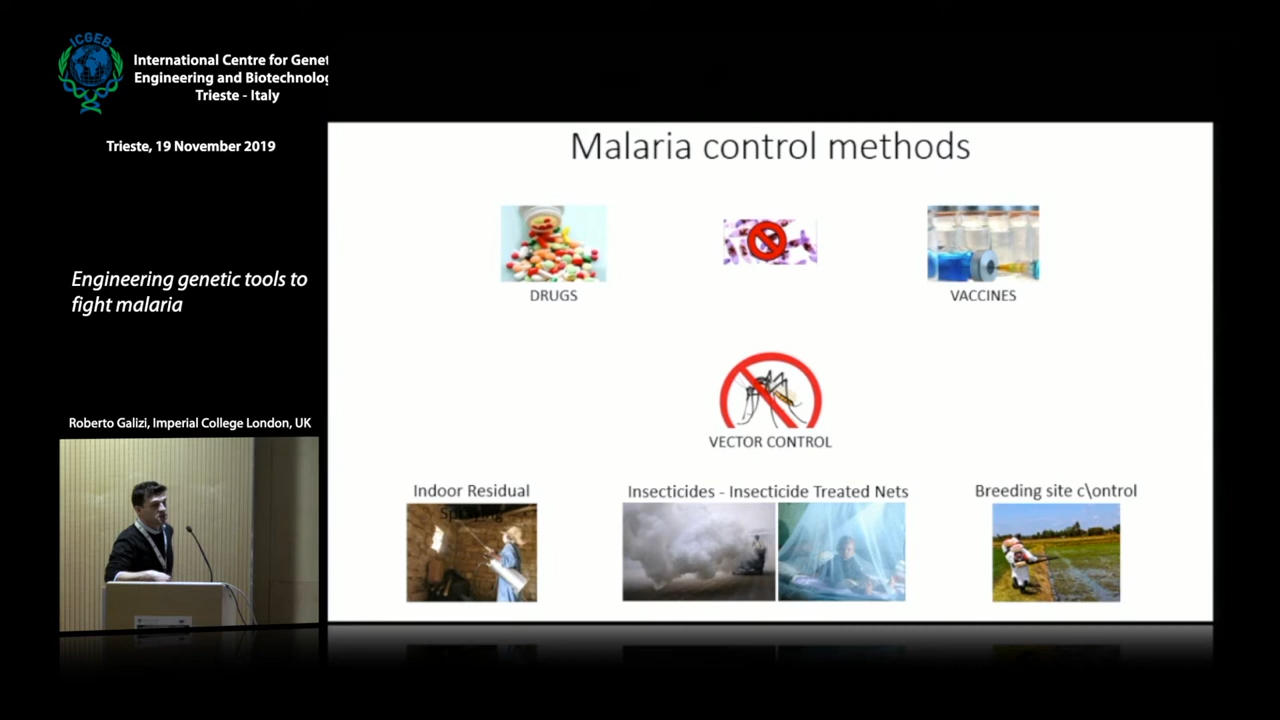 ICGEB
International Centre for Genet
Engineering and Biotechnolog
Trieste - Italy
Trieste, 19 November 2019
Engineering genetic tools to
fight malaria
Roberto Galizi, Imperial College London, UK
Malaria control methods
DRUGS
VACCINES
VECTOR CONTROL
Indoor Residual
Spraying
Insecticides - Insecticide Treated Nets
Breeding site c\ontrol